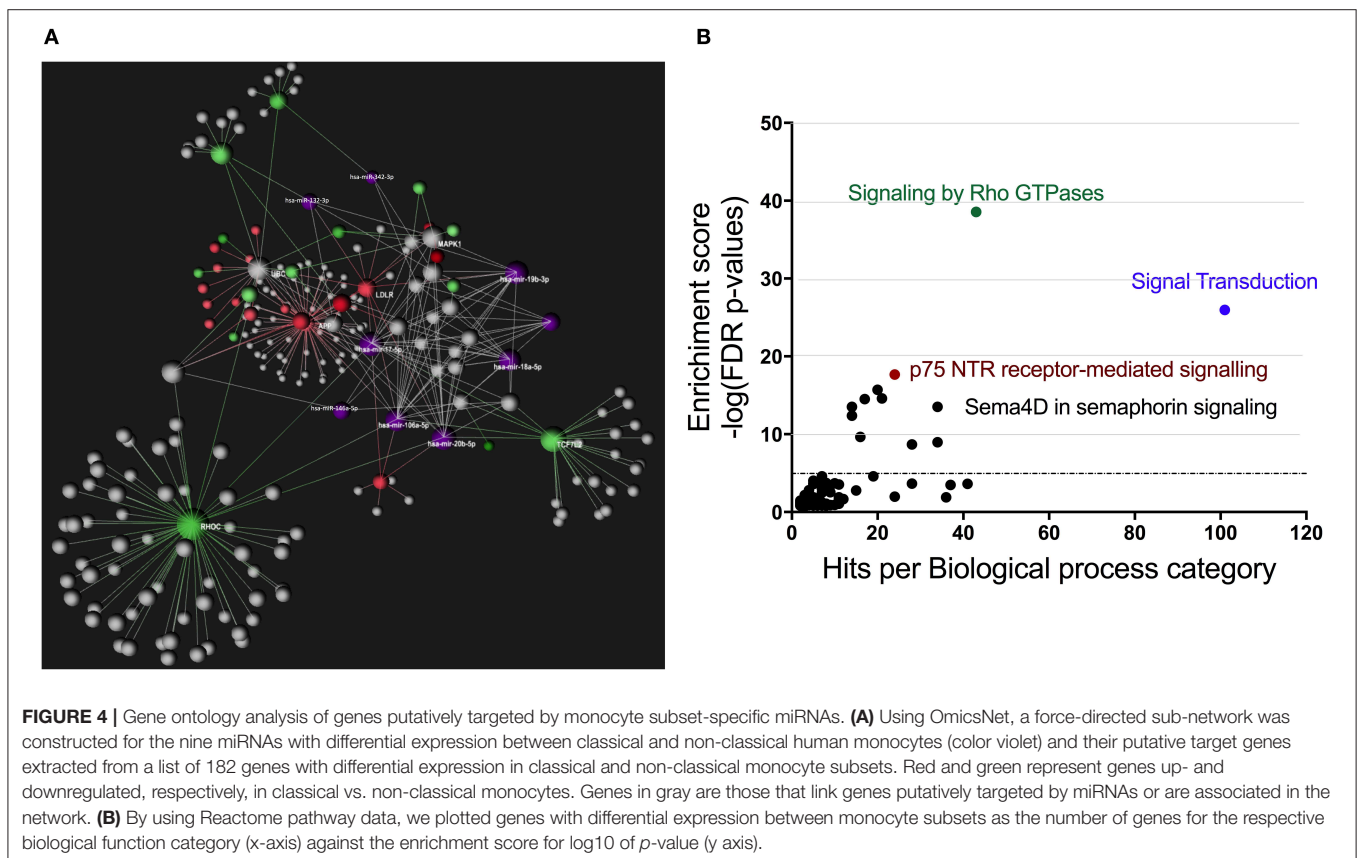 A
B
hsa-miR-342-3p
hsa-miR-132-3p
MAPK1
UBC
hsa-mir-19b-3p
LDLR
APP
hsa-mir-17-5p
hsa-mir-18a-5p
hsa-miR-146a-5p
hsa-mir-106a-5p
hsa-mir-20b-5p
RHOC
Enrichiment score
-log(FDR p-values)
50
40
30
20
10
0
Signaling by Rho GTPases
Signal Transduction
p75 NTR receptor-mediated signalling
Sema4D in semaphorin signaling
0 20 40 60 80 100 120
Hits per Biological process category
FIGURE 4 | Gene ontology analysis of genes putatively targeted by monocyte subset-specific miRNAs. (A) Using OmicsNet, a force-directed sub-network was
constructed for the nine miRNAs with differential expression between classical and non-classical human monocytes (color violet) and their putative target genes
extracted from a list of 182 genes with differential expression in classical and non-classical monocyte subsets. Red and green represent genes up- and
downregulated, respectively, in classical vs. non-classical monocytes. Genes in gray are those that link genes putatively targeted by miRNAs or are associated in the
network. (B) By using Reactome pathway data, we plotted genes with differential expression between monocyte subsets as the number of genes for the respective
biological function category (x-axis) against the enrichment score for log10 of p-value (y axis).